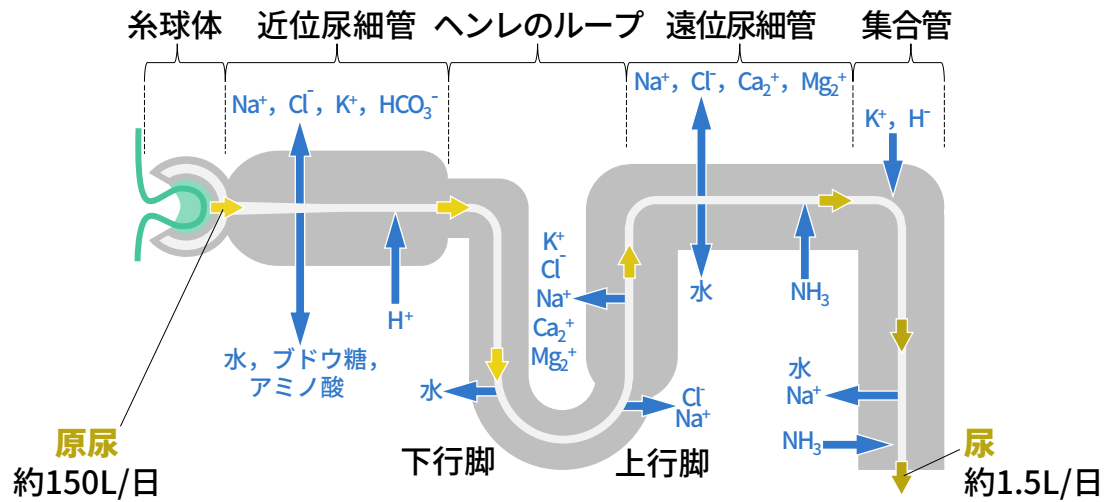 糸球体 近位尿細管 ヘンレのループ 遠位尿細管 集合管
Na⁺, Cl⁻, K⁺, HCO₃⁻
Na⁺, Cl⁻, Ca₂⁺, Mg₂⁺
K⁺, H⁻
K⁺
Cl⁻
Na⁺
Ca₂⁺
Mg₂⁺
水
NH₃
H⁺
水，ブドウ糖，
アミノ酸
水
Cl⁻
Na⁺
水
Na⁺
NH₃
下行脚
上行脚
原尿
約150L/日
尿
約1.5L/日